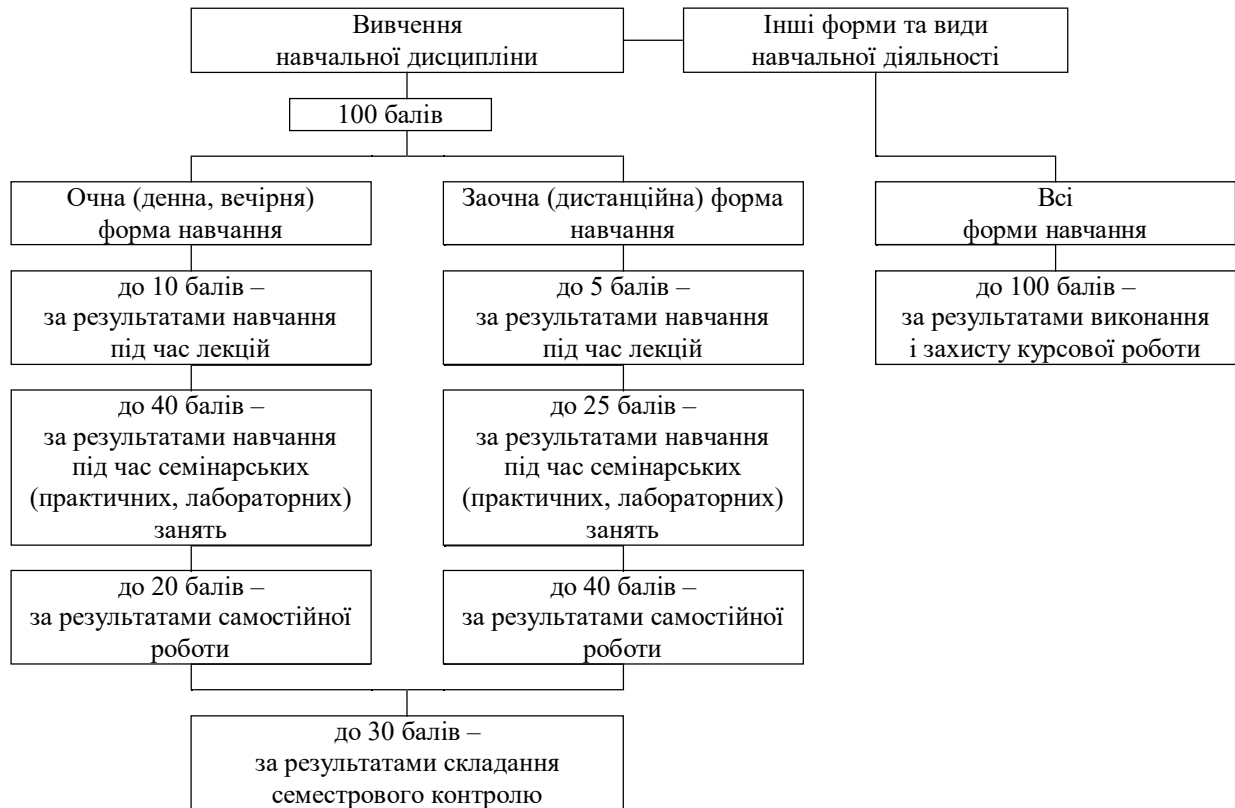 Вивчення
навчальної дисципліни
Інші форми та види
навчальної діяльності
100 балів
Очна (денна, вечірня)
форма навчання
Заочна (дистанційна) форма
навчання
Всі
форми навчання
до 10 балів –
за результатами навчання
під час лекцій
до 5 балів –
за результатами навчання
під час лекцій
до 100 балів –
за результатами виконання
і захисту курсової роботи
до 40 балів –
за результатами навчання
під час семінарських
(практичних, лабораторних)
занять
до 25 балів –
за результатами навчання
під час семінарських
(практичних, лабораторних)
занять
до 20 балів –
за результатами самостійної
роботи
до 40 балів –
за результатами самостійної
роботи
до 30 балів –
за результатами складання
семестрового контролю